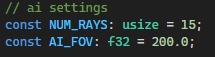 // ai settings
const NUM_RAYS: usize = 15;
const AI_FOV: f32 = 200.0;